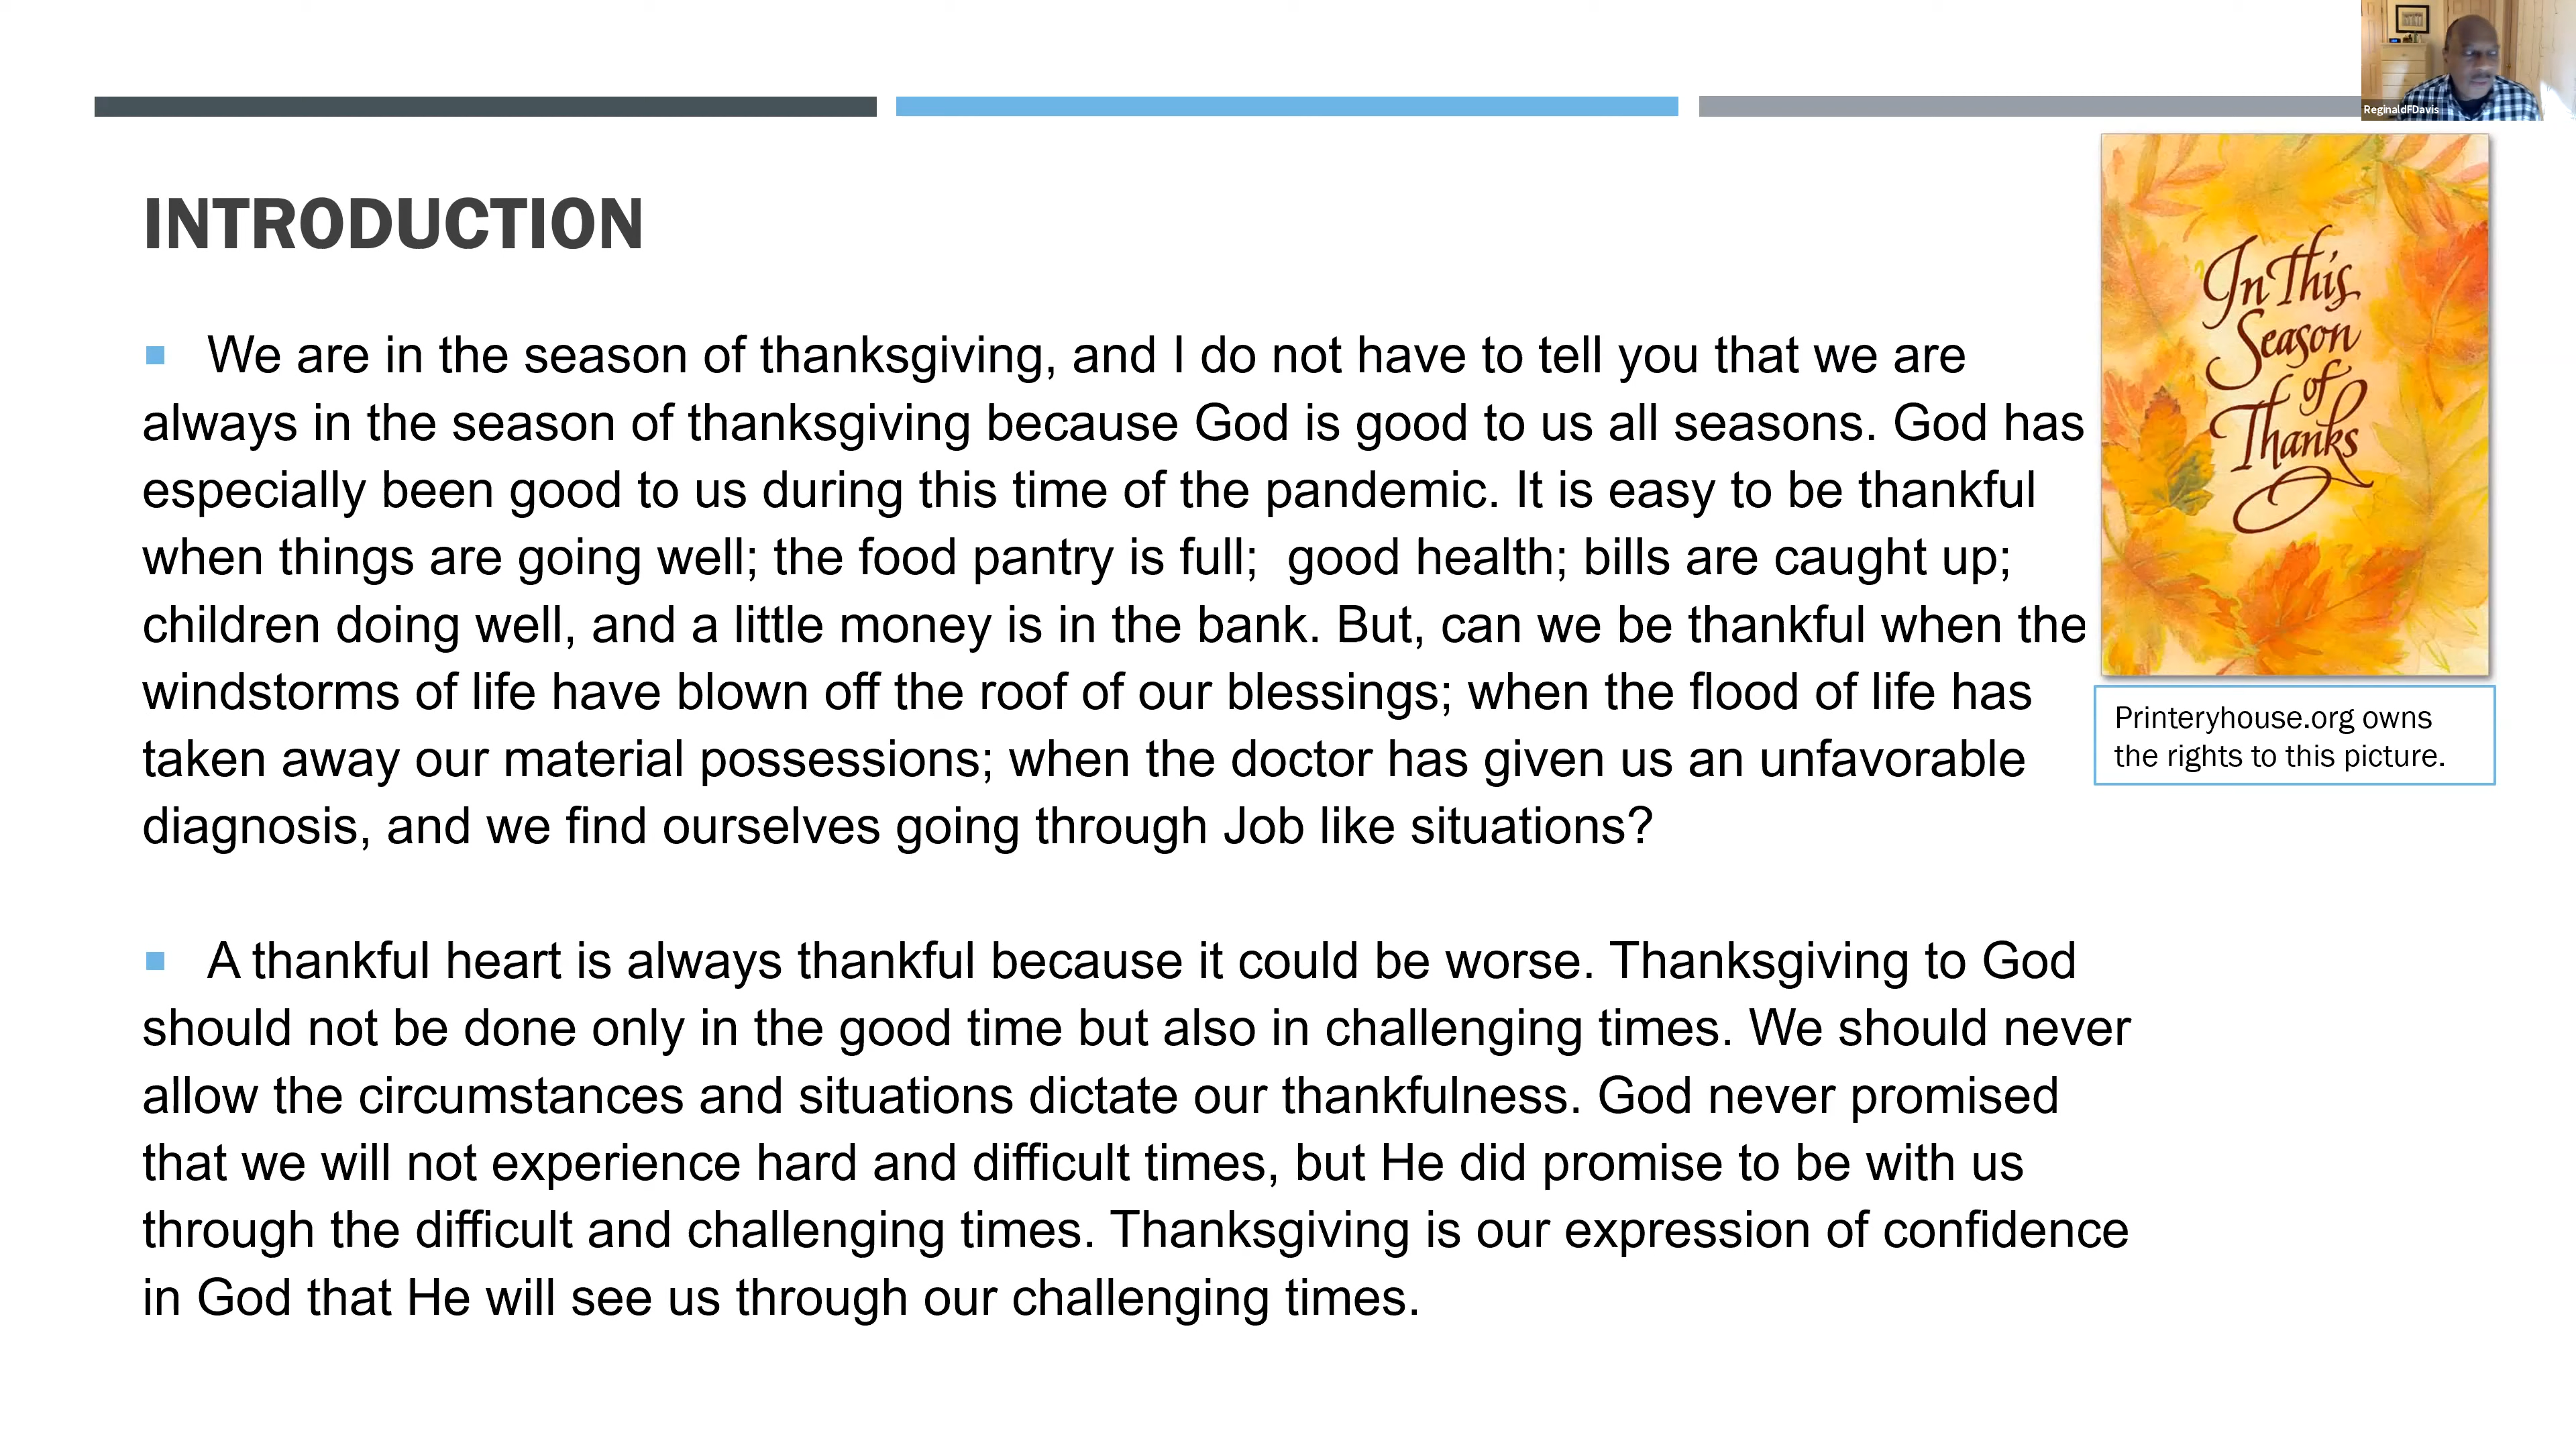 ReginaldFDavis
INTRODUCTION
We are in the season of thanksgiving, and I do not have to tell you that we are
always in the season of thanksgiving because God is good to us all seasons. God has
especially been good to us during this time of the pandemic. It is easy to be thankful
when things are going well; the food pantry is full;  good health; bills are caught up;
children doing well, and a little money is in the bank. But, can we be thankful when the
windstorms of life have blown off the roof of our blessings; when the flood of life has
taken away our material possessions; when the doctor has given us an unfavorable
diagnosis, and we find ourselves going through Job like situations?
A thankful heart is always thankful because it could be worse. Thanksgiving to God
should not be done only in the good time but also in challenging times. We should never
allow the circumstances and situations dictate our thankfulness. God never promised
that we will not experience hard and difficult times, but He did promise to be with us
through the difficult and challenging times. Thanksgiving is our expression of confidence
in God that He will see us through our challenging times.
In This
Season
of
Thanks
Printeryhouse.org owns
the rights to this picture.